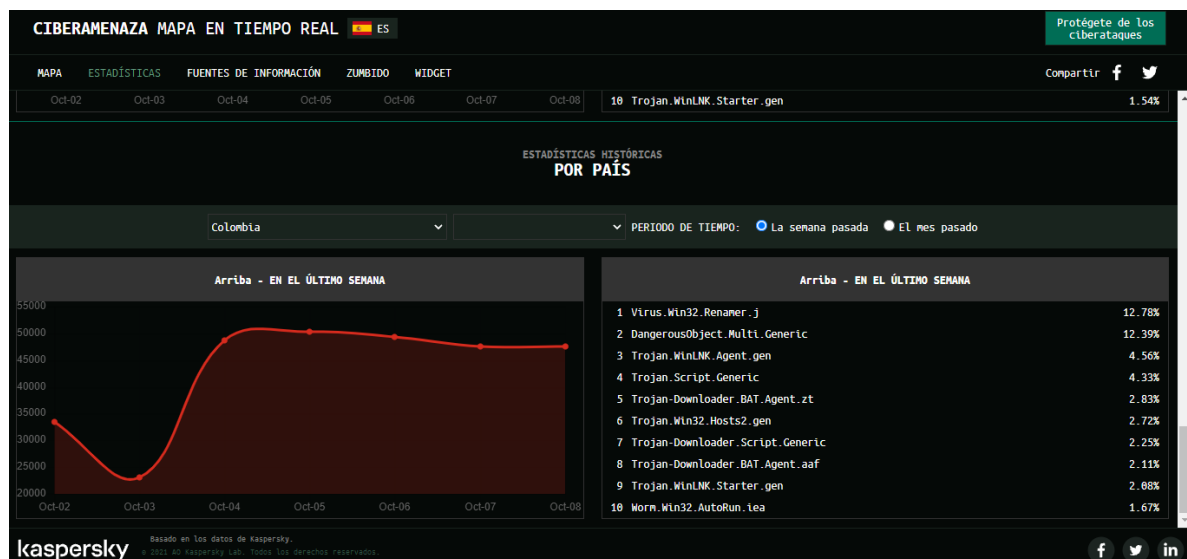 CIBERAMENAZA MAPA EN TIEMPO REAL ES
Protégete de los
ciberataques
MAPA ESTADÍSTICAS FUENTES DE INFORMACIÓN ZUMBIDO WIDGET
Compartir
Oct-02 Oct-03 Oct-04 Oct-05 Oct-06 Oct-07 Oct-08
10 Trojan.WinLNK.Starter.gen 1.54%
ESTADÍSTICAS HISTÓRICAS
POR PAÍS
Colombia
PERIODO DE TIEMPO: La semana pasada El mes pasado
Arriba - EN EL ÚLTIMO SEMANA
55000
50000
45000
40000
35000
30000
25000
20000
Oct-02 Oct-03 Oct-04 Oct-05 Oct-06 Oct-07 Oct-08
Arriba - EN EL ÚLTIMO SEMANA
1 Virus.Win32.Renamer.j 12.78%
2 DangerousObject.Multi.Generic 12.39%
3 Trojan.WinLNK.Agent.gen 4.56%
4 Trojan.Script.Generic 4.33%
5 Trojan-Downloader.BAT.Agent.zt 2.83%
6 Trojan.Win32.Hosts2.gen 2.72%
7 Trojan-Downloader.Script.Generic 2.25%
8 Trojan-Downloader.BAT.Agent.aaf 2.11%
9 Trojan.WinLNK.Starter.gen 2.08%
10 Worm.Win32.AutoRun.iea 1.67%
kaspersky
Basado en los datos de Kaspersky.
© 2021 AO Kaspersky Lab. Todos los derechos reservados.